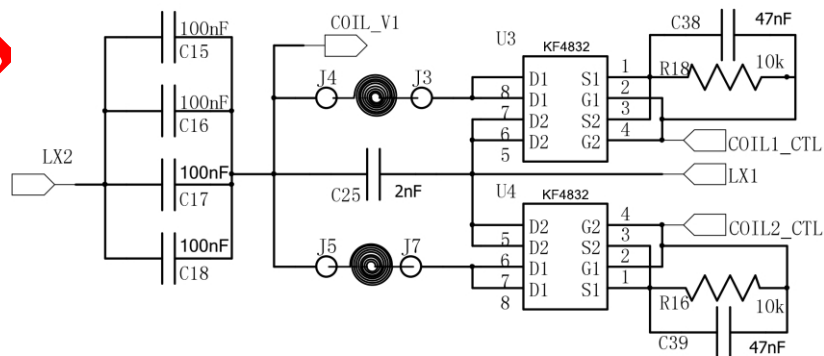 100nF
C15
100nF
C16
LX2
100nF
C17
100nF
C18
COIL_V1
J4
J3
C25
2nF
J5
J7
U3
KF4832
D1
D1
D2
D2
S1
G1
S2
G2
8
7
6
5
1
2
3
4
C38
47nF
R18
10k
COIL1_CTL
LX1
U4
KF4832
D2
D2
D1
D1
G2
S2
G1
S1
5
6
7
8
4
3
2
1
COIL2_CTL
R16
10k
C39
47nF